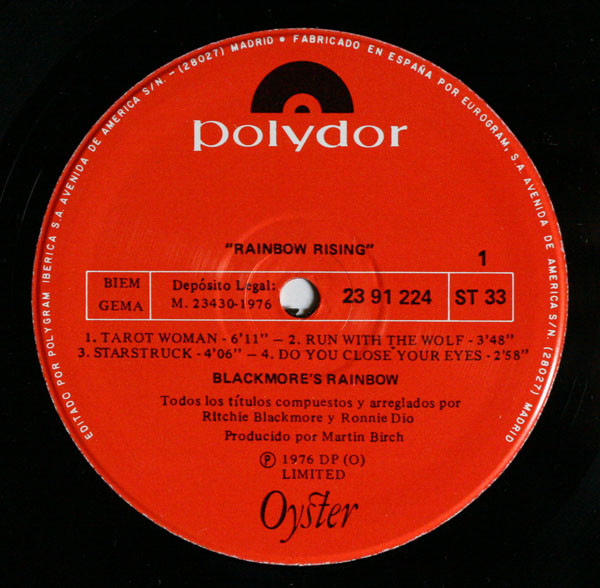 EDITADO POR POLYGRAM IBERICA S.A. AVENIDA DE AMERICA S/N. - (28027) MADRID • FABRICADO EN ESPAÑA POR EUROGRAM, S.A. AVENIDA DE AMERICA S/N. (28027) MADRID
polydor
"RAINBOW RISING"
1
BIEM
GEMA
Depósito Legal:
M. 23430-1976
23 91 224
ST 33
1. TAROT WOMAN - 6'11" — 2. RUN WITH THE WOLF - 3'48"
3. STARSTRUCK - 4'06" — 4. DO YOU CLOSE YOUR EYES - 2'58"
BLACKMORE'S RAINBOW
Todos los títulos compuestos y arreglados por
Ritchie Blackmore y Ronnie Dio
Producido por Martin Birch
Ⓟ 1976 DP (O)
LIMITED
Oyster